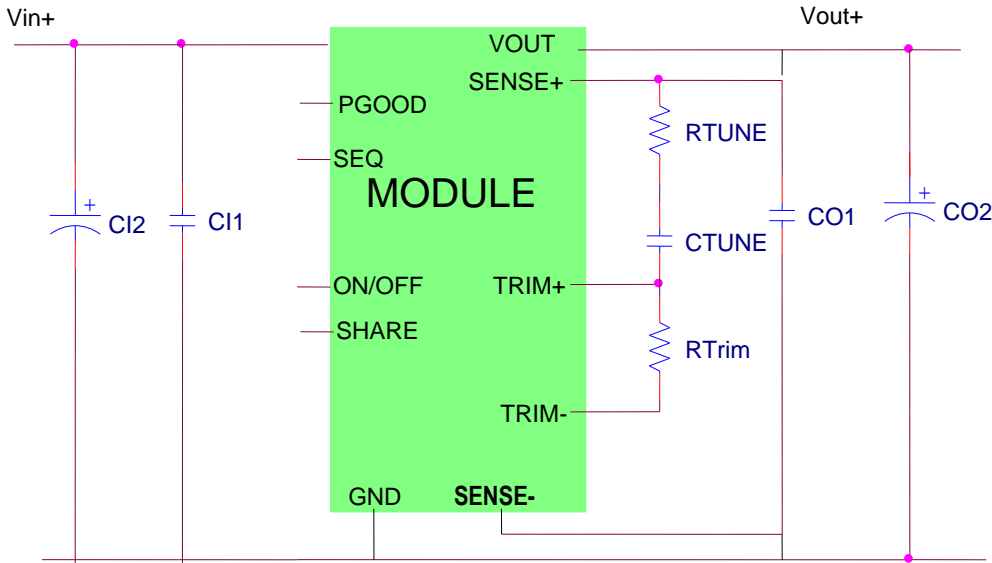 Vin+
Vout+
VOUT
SENSE+
PGOOD
RTUNE
SEQ
MODULE
+
CI2
CI1
+
CO1
CO2
CTUNE
ON/OFF
TRIM+
SHARE
RTrim
TRIM-
GND
SENSE-